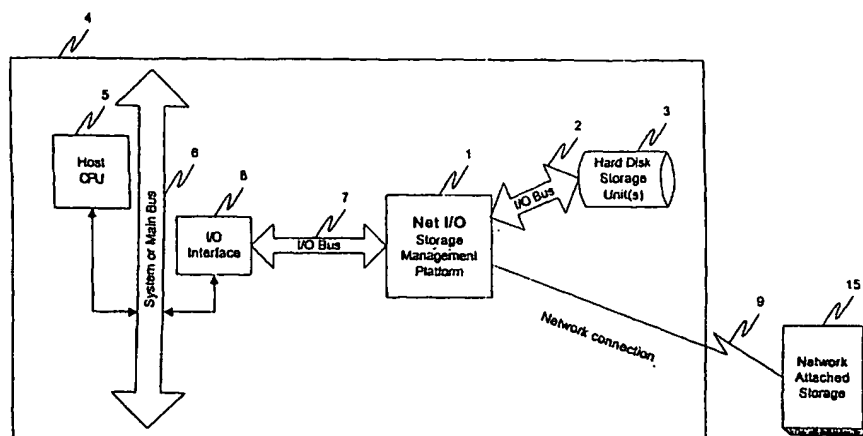 4
5
Host
CPU
System or Main Bus
6
8
I/O
Interface
7
I/O Bus
1
Net I/O
Storage
Management
Platform
2
I/O Bus
3
Hard Disk
Storage
Unit(s)
Network connection
9
15
Network
Attached
Storage